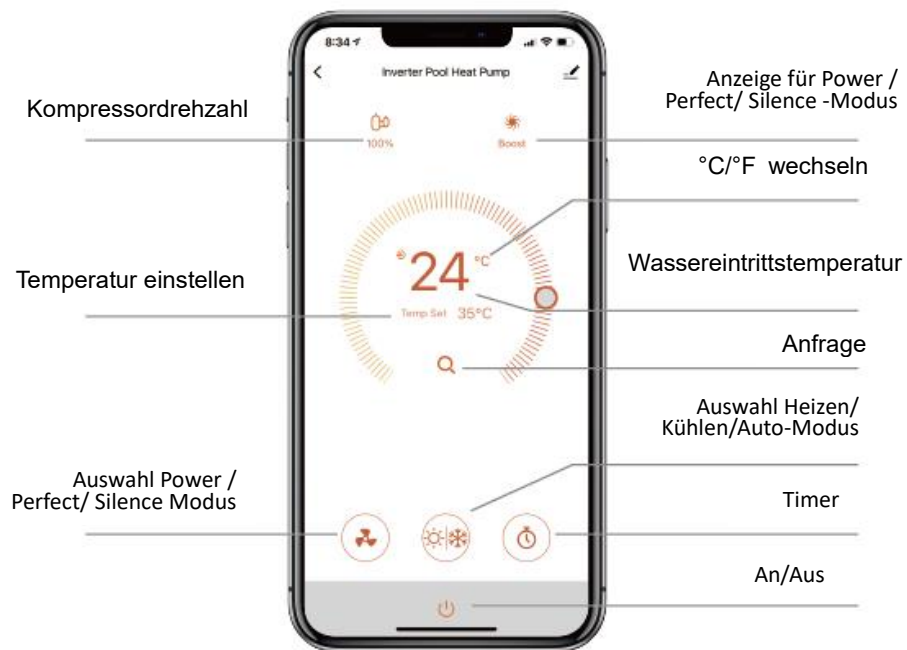 8:34
Inverter Pool Heat Pump
Anzeige für Power /
Perfect/ Silence -Modus
Kompressordrehzahl
100%
Boost
°C/°F wechseln
24 °C
Wassereintrittstemperatur
Temperatur einstellen
Temp Set 35°C
Anfrage
Auswahl Heizen/
Kühlen/Auto-Modus
Auswahl Power /
Perfect/ Silence Modus
Timer
An/Aus